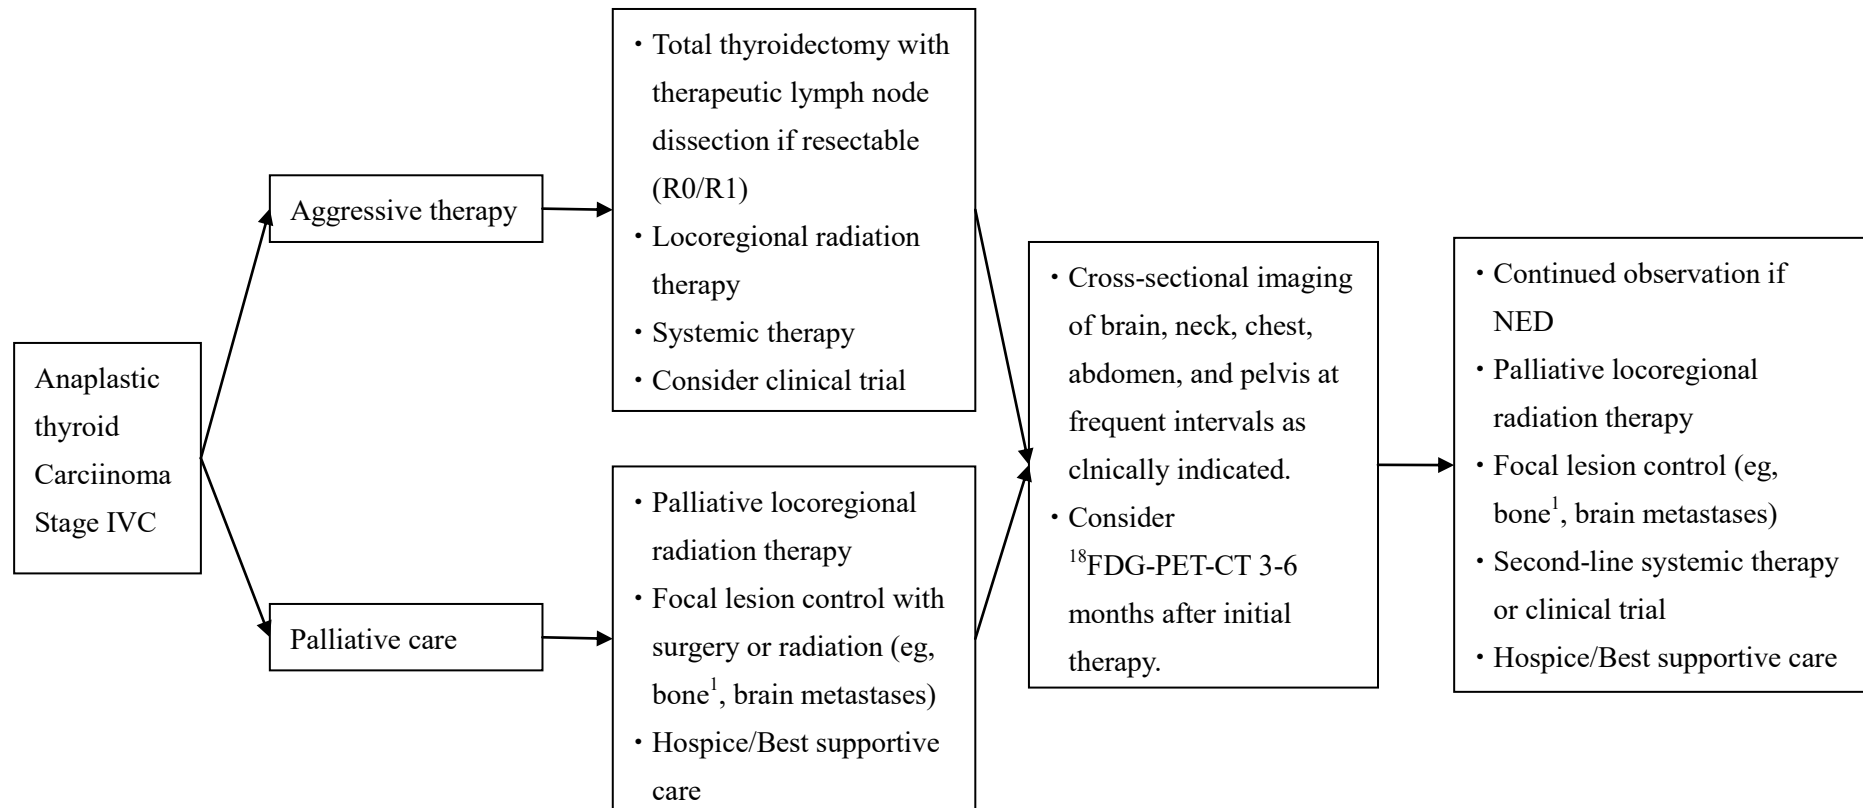 Anaplastic
thyroid
Carciinoma
Stage IVC
Aggressive therapy
Palliative care
・Total thyroidectomy with
therapeutic lymph node
dissection if resectable
(R0/R1)
・Locoregional radiation
therapy
・Systemic therapy
・Consider clinical trial
・Palliative locoregional
radiation therapy
・Focal lesion control with
surgery or radiation (eg,
bone¹, brain metastases)
・Hospice/Best supportive
care
・Cross-sectional imaging
of brain, neck, chest,
abdomen, and pelvis at
frequent intervals as
clnically indicated.
・Consider
¹⁸FDG-PET-CT 3-6
months after initial
therapy.
・Continued observation if
NED
・Palliative locoregional
radiation therapy
・Focal lesion control (eg,
bone¹, brain metastases)
・Second-line systemic therapy
or clinical trial
・Hospice/Best supportive care